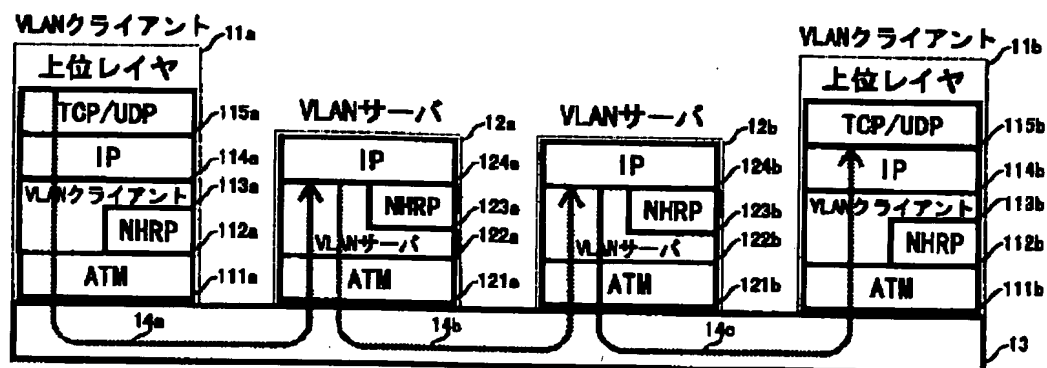 VLANクライアント
11a
上位レイヤ
TCP/UDP
115a
IP
114a
VLANクライアント
113a
NHRP
112a
ATM
111a
VLANサーバ
12a
IP
124a
NHRP
123a
VLANサーバ
122a
ATM
121a
VLANサーバ
12b
IP
124b
NHRP
123b
VLANサーバ
122b
ATM
121b
VLANクライアント
11b
上位レイヤ
TCP/UDP
115b
IP
114b
VLANクライアント
113b
NHRP
112b
ATM
111b
14a
14b
14c
13